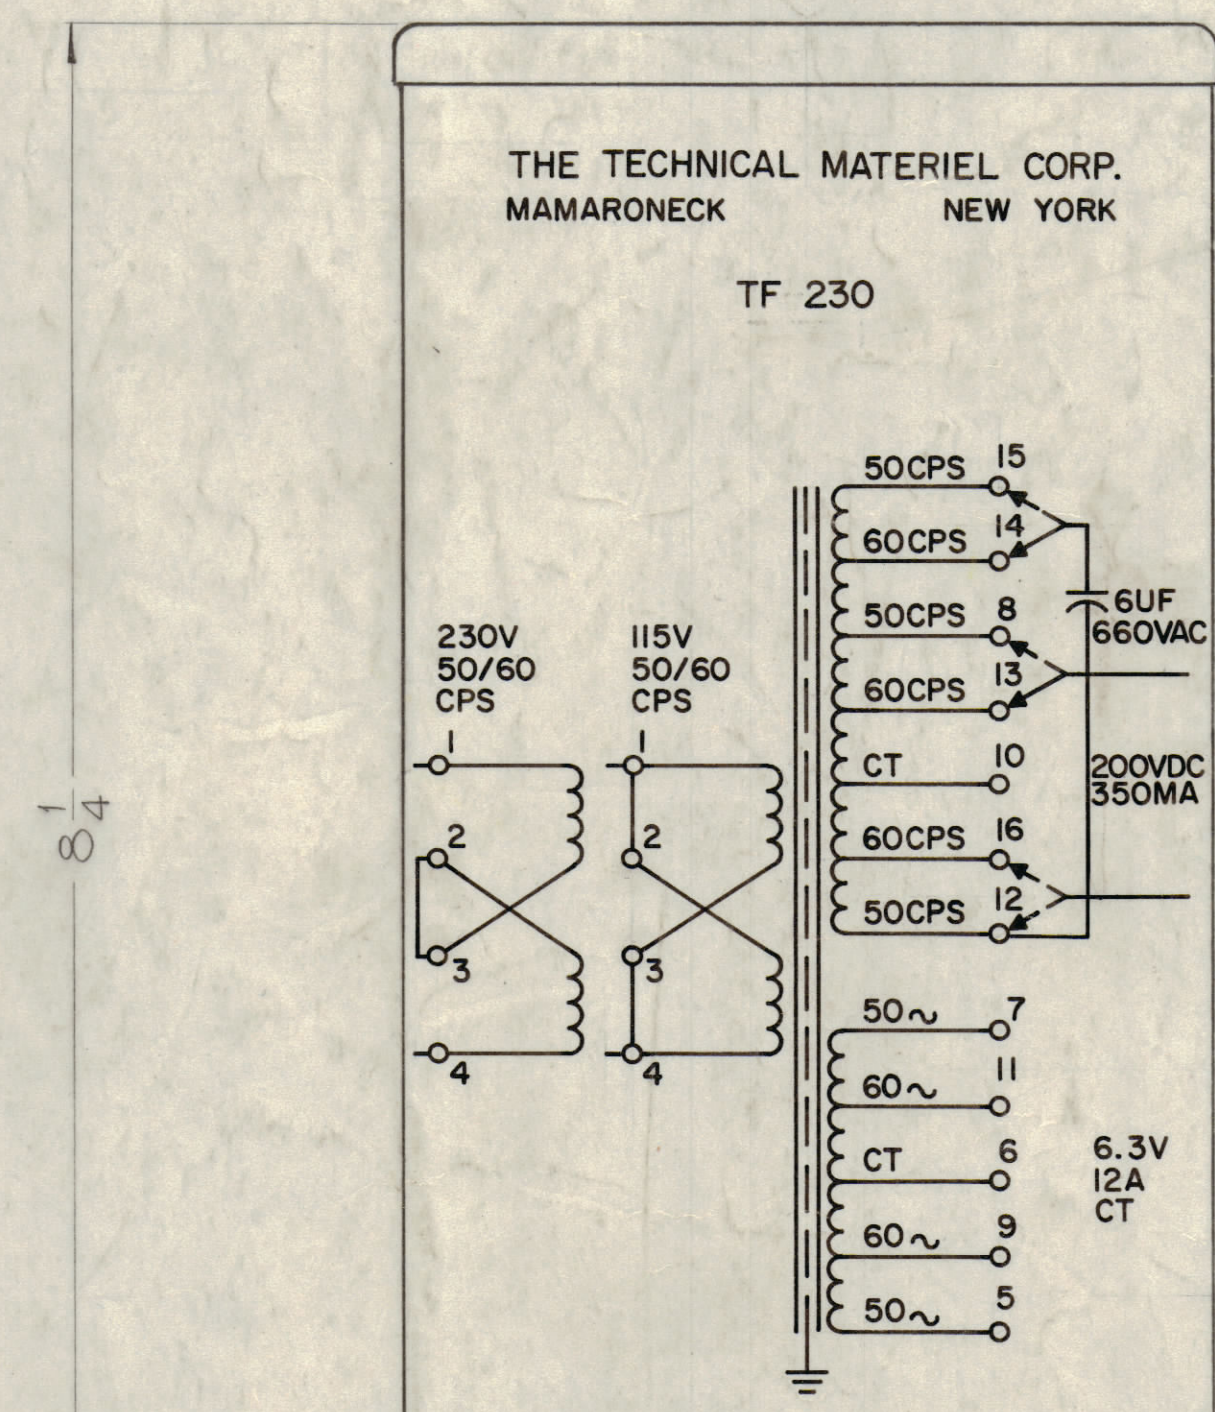 THE TECHNICAL MATERIEL CORP.
MAMARONECK NEW YORK
TF 230
50CPS 15
60CPS 14
50CPS 8
60CPS 13
CT 10
60CPS 16
50CPS 12
6UF
660VAC
200VDC
350MA
230V
50/60
CPS
1
2
3
4
115V
50/60
CPS
1
2
3
4
8 1/4
50~ 7
60~ 11
CT 6
60~ 9
50~ 5
6.3V
12A
CT